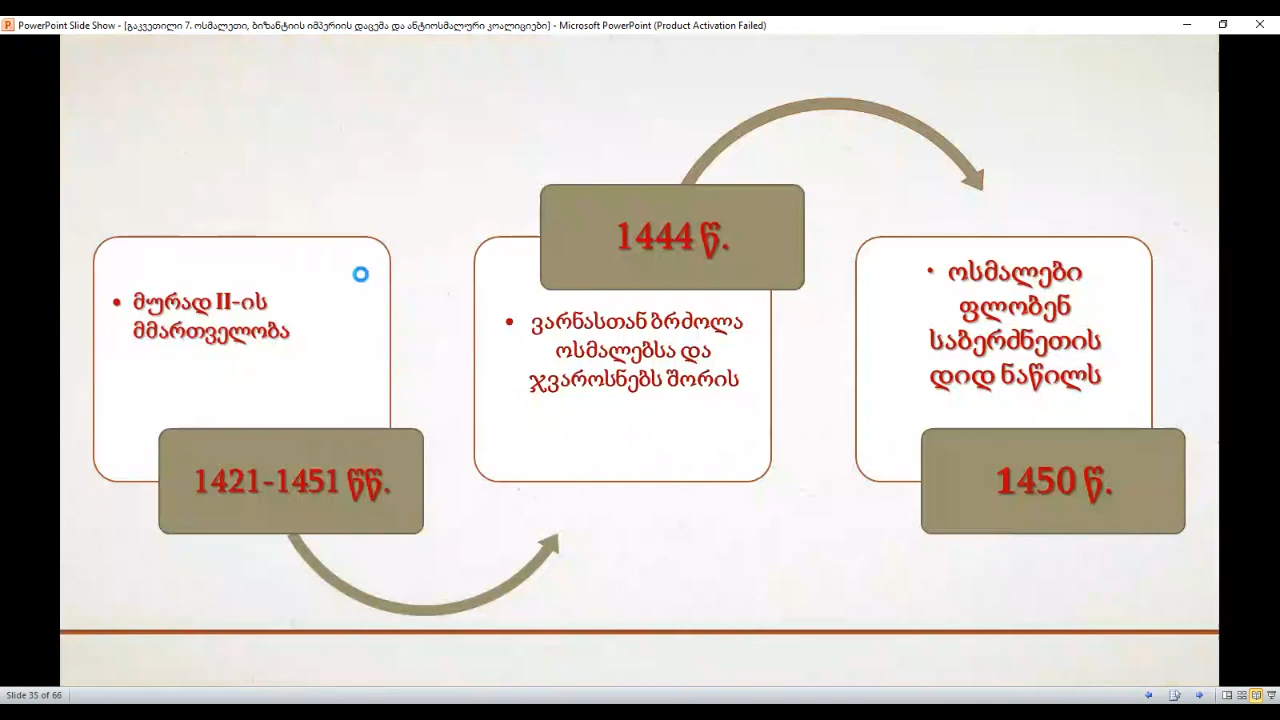 PowerPoint Slide Show - [გაკვეთილი 7. ოსმალეთი, ბიზანტიის იმპერიის დაცემა და ანტიოსმალური კოალიციები] - Microsoft PowerPoint (Product Activation Failed)
• მურად II-ის
მმართველობა
1421-1451 წწ.
1444 წ.
• ვარნასთან ბრძოლა
ოსმალებსა და
ჯვაროსნებს შორის
• ოსმალები
ფლობენ
საბერძნეთის
დიდ ნაწილს
1450 წ.
Slide 35 of 66